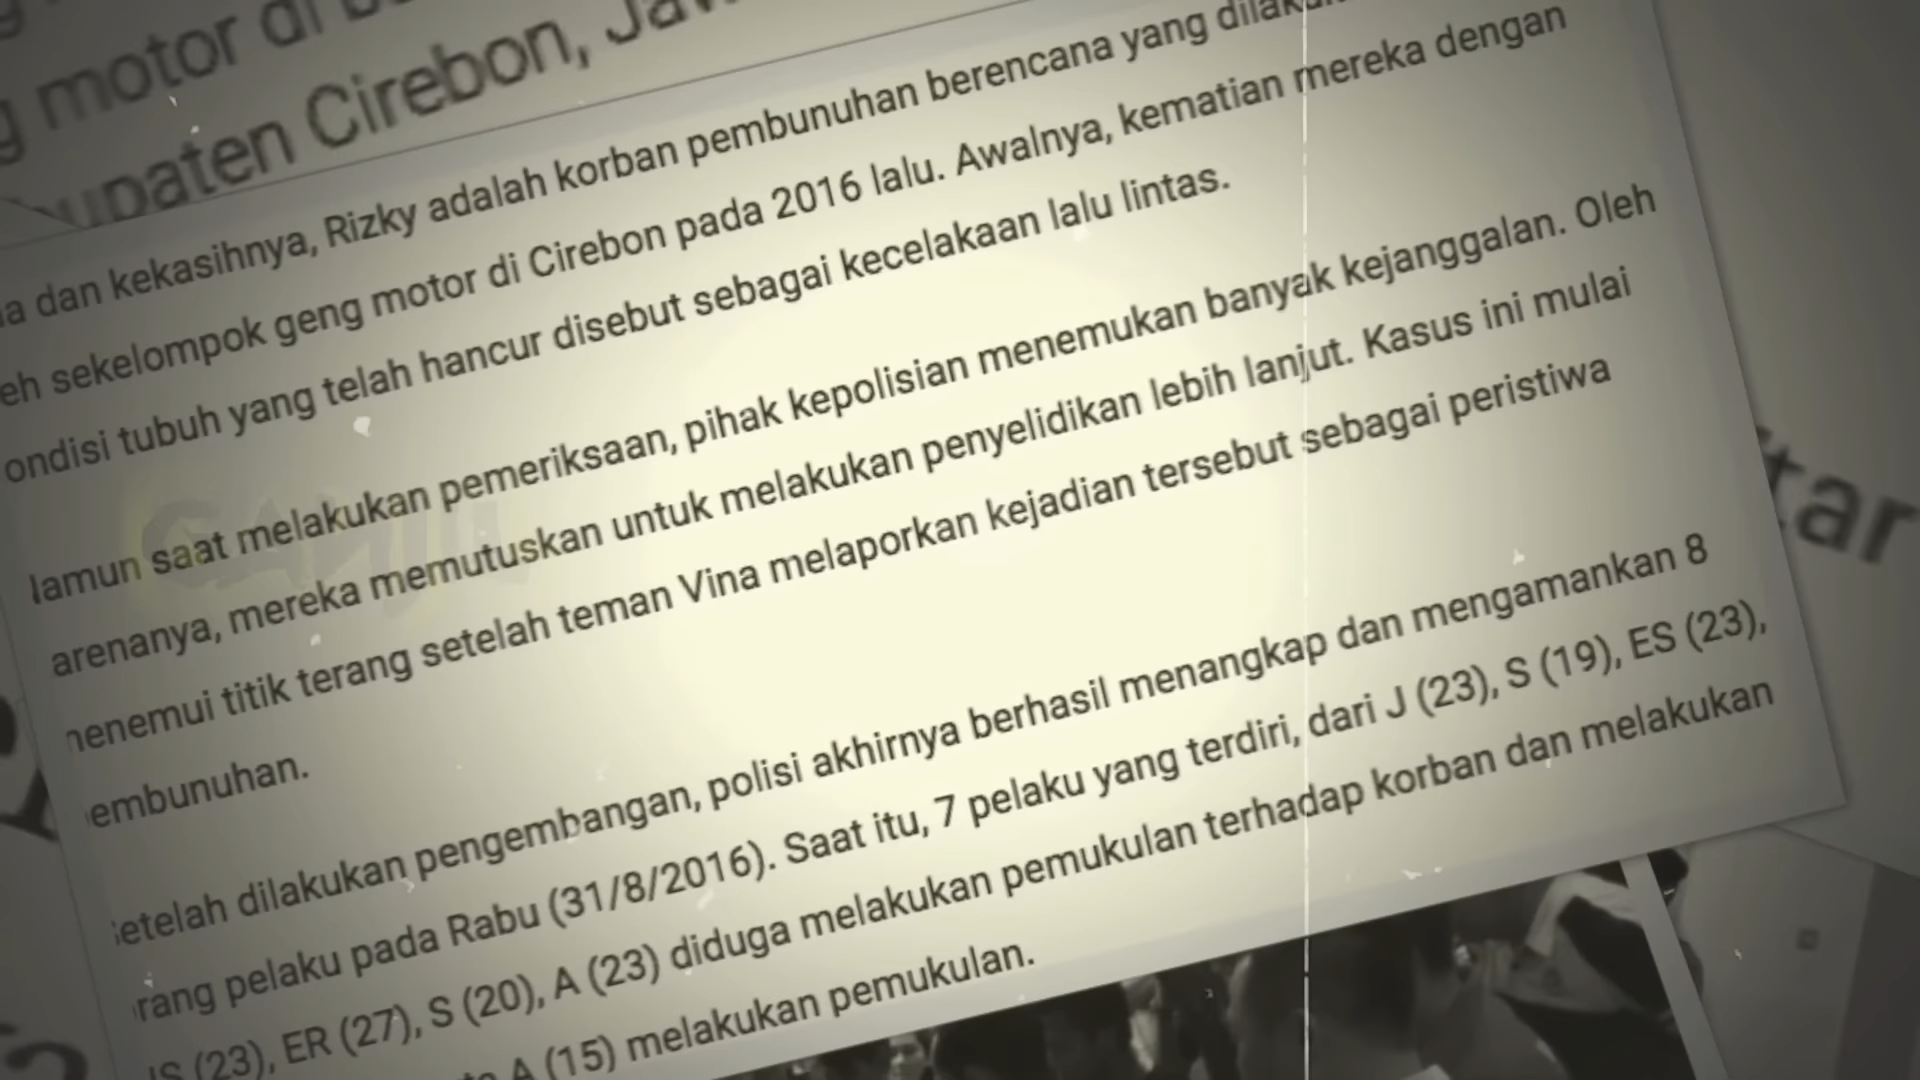 g motor di
upaten Cirebon, Jaw
a dan kekasihnya, Rizky adalah korban pembunuhan berencana yang dilakuk
eh sekelompok geng motor di Cirebon pada 2016 lalu. Awalnya, kematian mereka dengan
ondisi tubuh yang telah hancur disebut sebagai kecelakaan lalu lintas.
lamun saat melakukan pemeriksaan, pihak kepolisian menemukan banyak kejanggalan. Oleh
arenanya, mereka memutuskan untuk melakukan penyelidikan lebih lanjut. Kasus ini mulai
nenemui titik terang setelah teman Vina melaporkan kejadian tersebut sebagai peristiwa
embunuhan.
etelah dilakukan pengembangan, polisi akhirnya berhasil menangkap dan mengamankan 8
rang pelaku pada Rabu (31/8/2016). Saat itu, 7 pelaku yang terdiri, dari J (23), S (19), ES (23),
IS (23), ER (27), S (20), A (23) diduga melakukan pemukulan terhadap korban dan melakukan
A (15) melakukan pemukulan.
tar